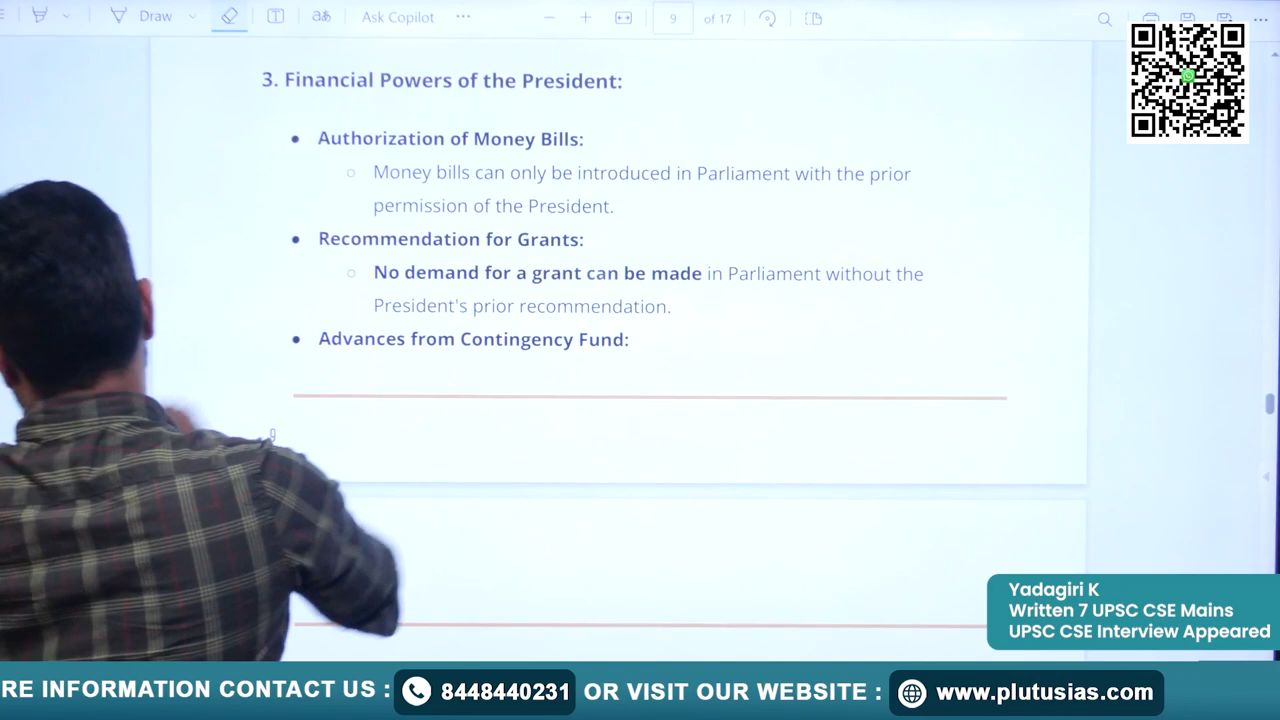 Draw
あ
Ask Copilot
9
of 17
3. Financial Powers of the President:
Authorization of Money Bills:
Money bills can only be introduced in Parliament with the prior
permission of the President.
Recommendation for Grants:
No demand for a grant can be made in Parliament without the
President's prior recommendation.
Advances from Contingency Fund:
9
Yadagiri K
Written 7 UPSC CSE Mains
UPSC CSE Interview Appeared
RE INFORMATION CONTACT US : 8448440231 OR VISIT OUR WEBSITE : www.plutusias.com